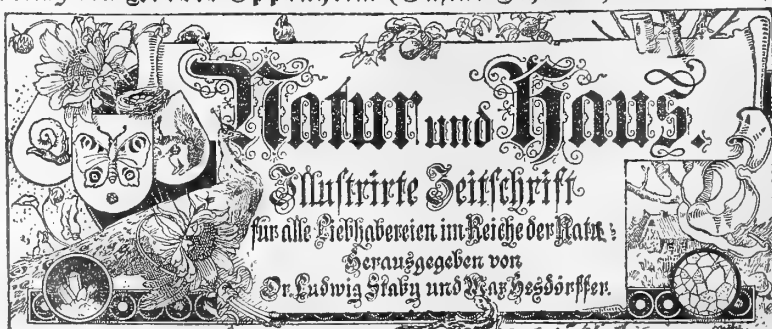 Natur und Haus.
Illustrirte Zeitschrift
für alle Liebhabereien im Reiche der Natur:
Herausgegeben von
Dr. Ludwig Staby und Max Hesdörffer.